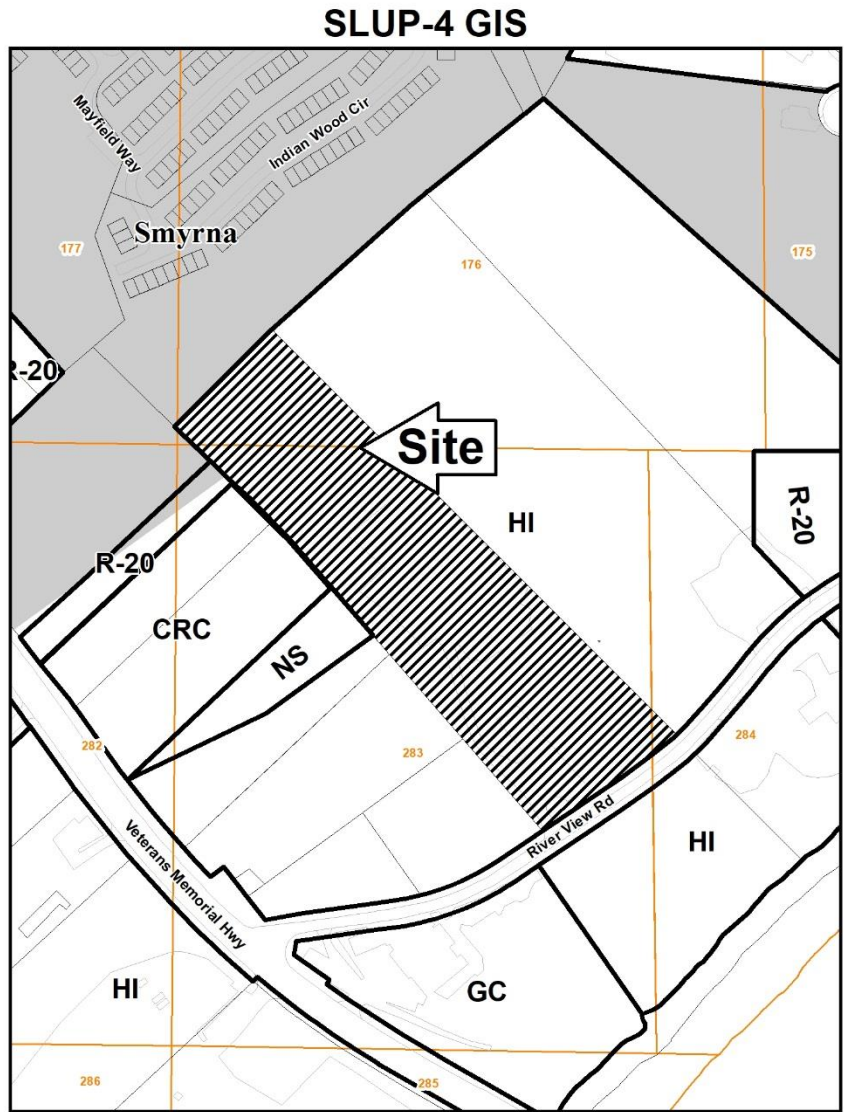 SLUP-4 GIS
Mayfield Way
Indian Wood Cir
Smyrna
177
176
175
R-20
Site
HI
R-20
R-20
CRC
NS
282
283
284
River View Rd
HI
Veterans Memorial Hwy
HI
GC
286
285